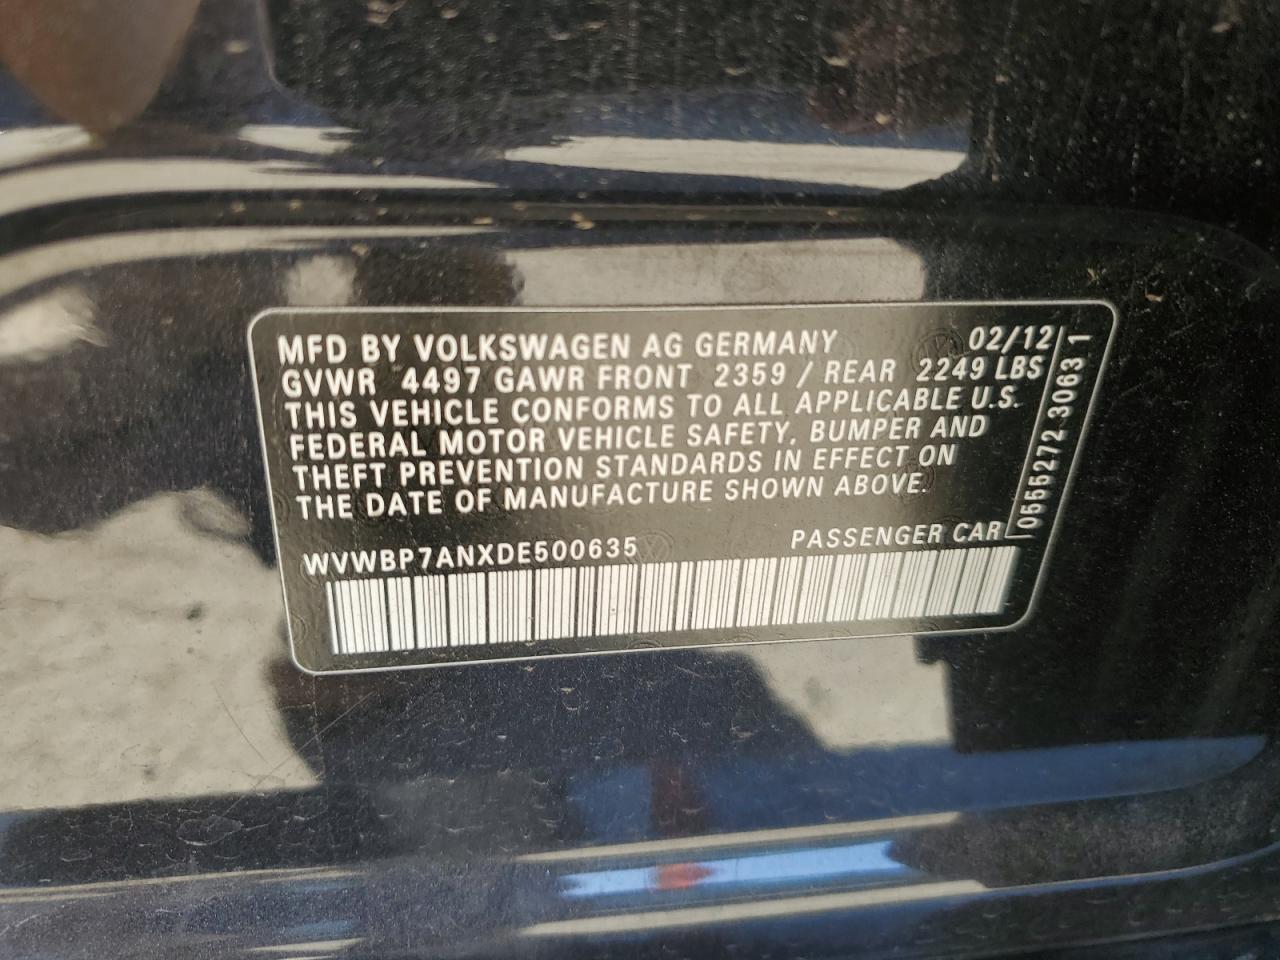 MFD BY VOLKSWAGEN AG GERMANY 02/12
GVWR 4497 GAWR FRONT 2359 / REAR 2249 LBS
THIS VEHICLE CONFORMS TO ALL APPLICABLE U.S.
FEDERAL MOTOR VEHICLE SAFETY, BUMPER AND
THEFT PREVENTION STANDARDS IN EFFECT ON
THE DATE OF MANUFACTURE SHOWN ABOVE.
WVWBP7ANXDE500635 PASSENGER CAR
0555272 30631